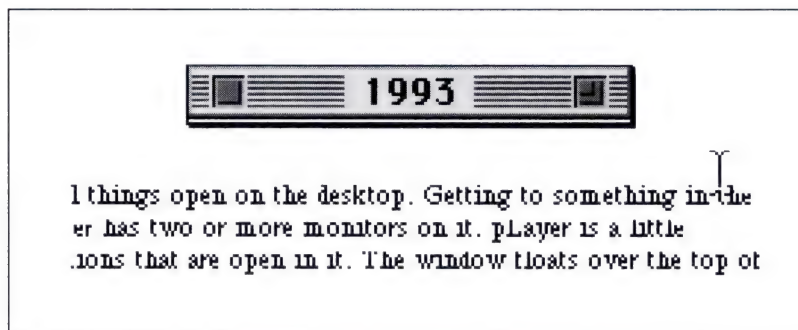 1993
l things open on the desktop. Getting to something in the
er has two or more monitors on it. pLayer is a little
ions that are open in it. The window floats over the top of